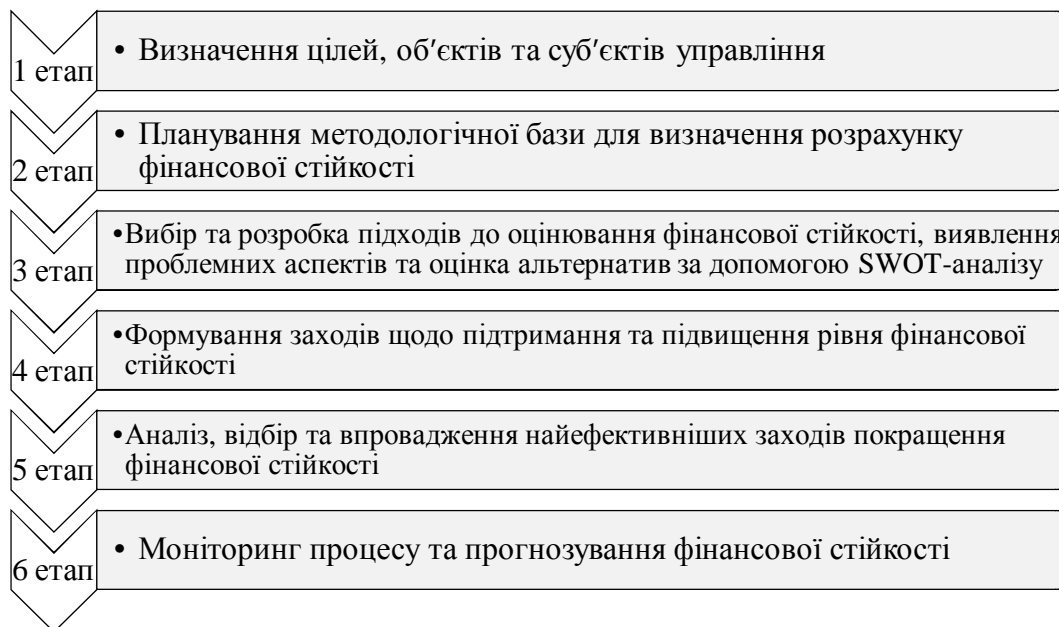 1 етап
• Визначення цілей, об′єктів та суб′єктів управління
2 етап
• Планування методологічної бази для визначення розрахунку
фінансової стійкості
3 етап
•Вибір та розробка підходів до оцінювання фінансової стійкості, виявлення
проблемних аспектів та оцінка альтернатив за допомогою SWOT-аналізу
4 етап
•Формування заходів щодо підтримання та підвищення рівня фінансової
стійкості
5 етап
•Аналіз, відбір та впровадження найефективніших заходів покращення
фінансової стійкості
6 етап
• Моніторинг процесу та прогнозування фінансової стійкості